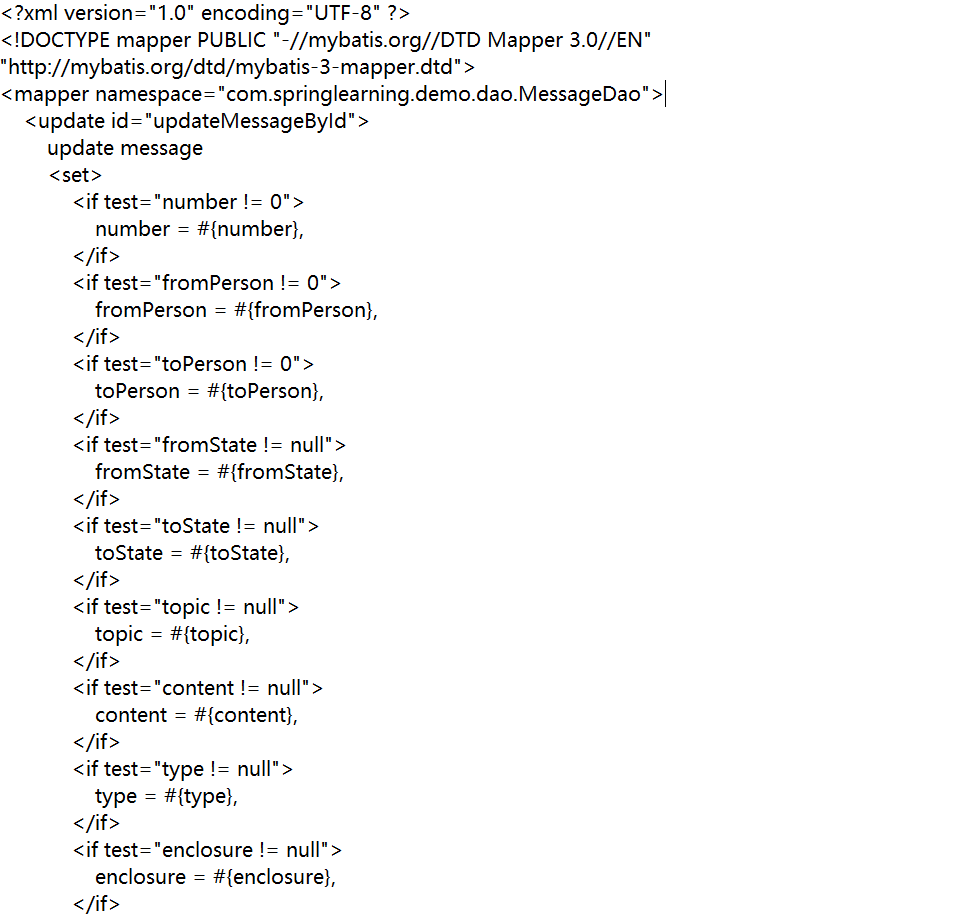 <?xml version="1.0" encoding="UTF-8" ?>
<!DOCTYPE mapper PUBLIC "-//mybatis.org//DTD Mapper 3.0//EN"
"http://mybatis.org/dtd/mybatis-3-mapper.dtd">
<mapper namespace="com.springlearning.demo.dao.MessageDao">
    <update id="updateMessageById">
        update message
        <set>
            <if test="number != 0">
                number = #{number},
            </if>
            <if test="fromPerson != 0">
                fromPerson = #{fromPerson},
            </if>
            <if test="toPerson != 0">
                toPerson = #{toPerson},
            </if>
            <if test="fromState != null">
                fromState = #{fromState},
            </if>
            <if test="toState != null">
                toState = #{toState},
            </if>
            <if test="topic != null">
                topic = #{topic},
            </if>
            <if test="content != null">
                content = #{content},
            </if>
            <if test="type != null">
                type = #{type},
            </if>
            <if test="enclosure != null">
                enclosure = #{enclosure},
            </if>